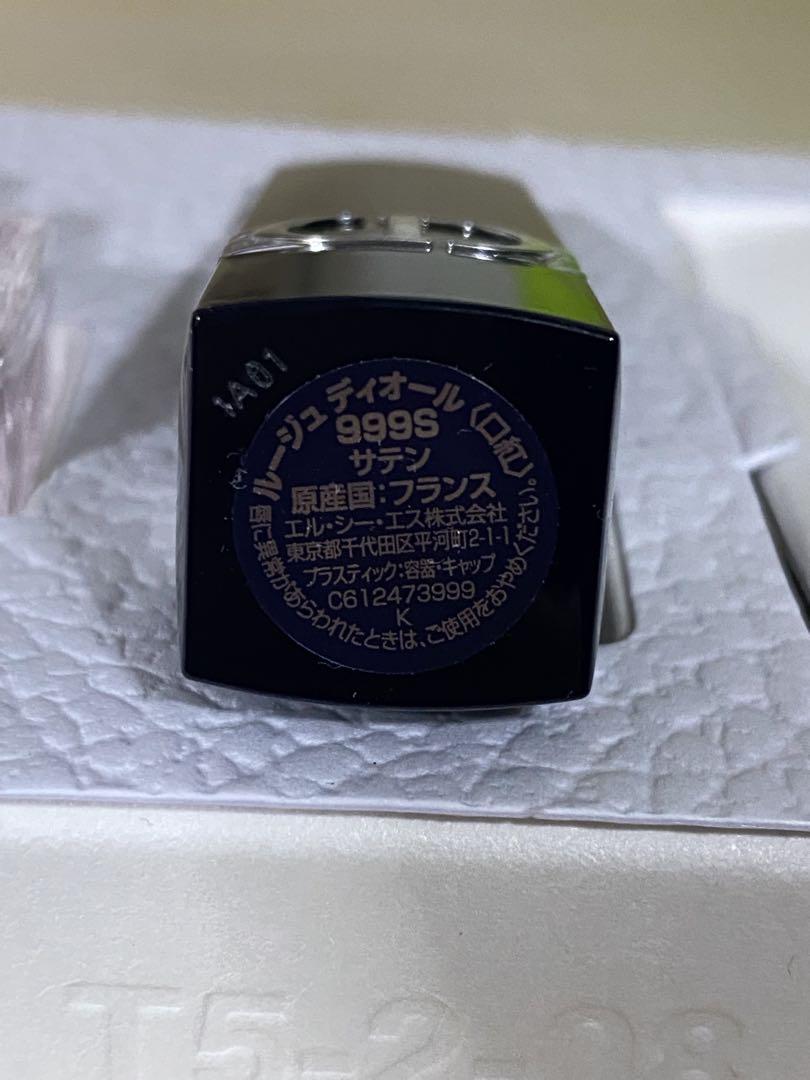 1A01
ルージュ ディオール〈口紅〉。
999S
サテン
原産国:フランス
エル・シー・エス株式会社
東京都千代田区平河町2-1-1
プラスティック:容器・キャップ
C612473999
K
唇に異常があらわれたときは、ご使用をおやめください。
T5-2-28